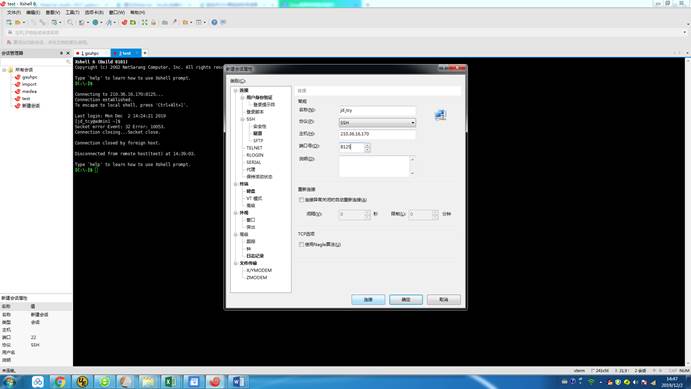 test - Xshell 6
文件(F) 编辑(E) 查看(V) 工具(T) 选项卡(B) 窗口(W) 帮助(H)
会话管理器
1 gsuhpc
2 test
所有会话
gsuhpc
import
medea
test
新建会话
Xshell 6 (Build 0101)
Copyright (c) 2002 NetSarang Computer, Inc. All rights rese
Type `help' to learn how to use Xshell prompt.
[C:\~]$
Connecting to 210.36.16.170:8125...
Connection established.
To escape to local shell, press 'Ctrl+Alt+]'.
Last login: Mon Dec 2 14:24:21 2019
[jd_tcy@admin1 ~]$
Socket error Event: 32 Error: 10053.
Connection closing...Socket close.
Connection closed by foreign host.
Disconnected from remote host(test) at 14:39:03.
Type `help' to learn how to use Xshell prompt.
[C:\~]$
新建会话属性
类别(C):
连接
用户身份验证
登录提示符
登录脚本
SSH
安全性
隧道
SFTP
TELNET
RLOGIN
SERIAL
代理
保持活动状态
终端
键盘
VT 模式
高级
外观
窗口
突出
高级
跟踪
日志记录
文件传输
X/YMODEM
ZMODEM
连接
常规
名称(N): jd_tcy
协议(P): SSH
主机(H): 210.36.16.170
端口号(O): 8125
说明(D):
重新连接
连接异常关闭时自动重新连接(A)
间隔(V): 0 秒 限制(L): 0 分钟
TCP选项
使用Nagle算法(U)
连接 确定 取消
新建会话 属性
名称 值
名称 新建会话
类型 会话
主机
端口 22
协议 SSH
用户名
说明
未连接。
xterm 2 会话 CAP NUM
14:47
2019/12/2